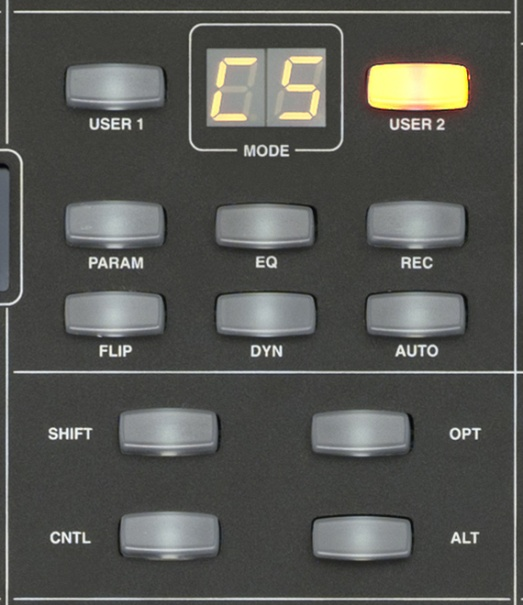 USER 1
C5
USER 2
MODE
PARAM
EQ
REC
FLIP
DYN
AUTO
SHIFT
OPT
CNTL
ALT